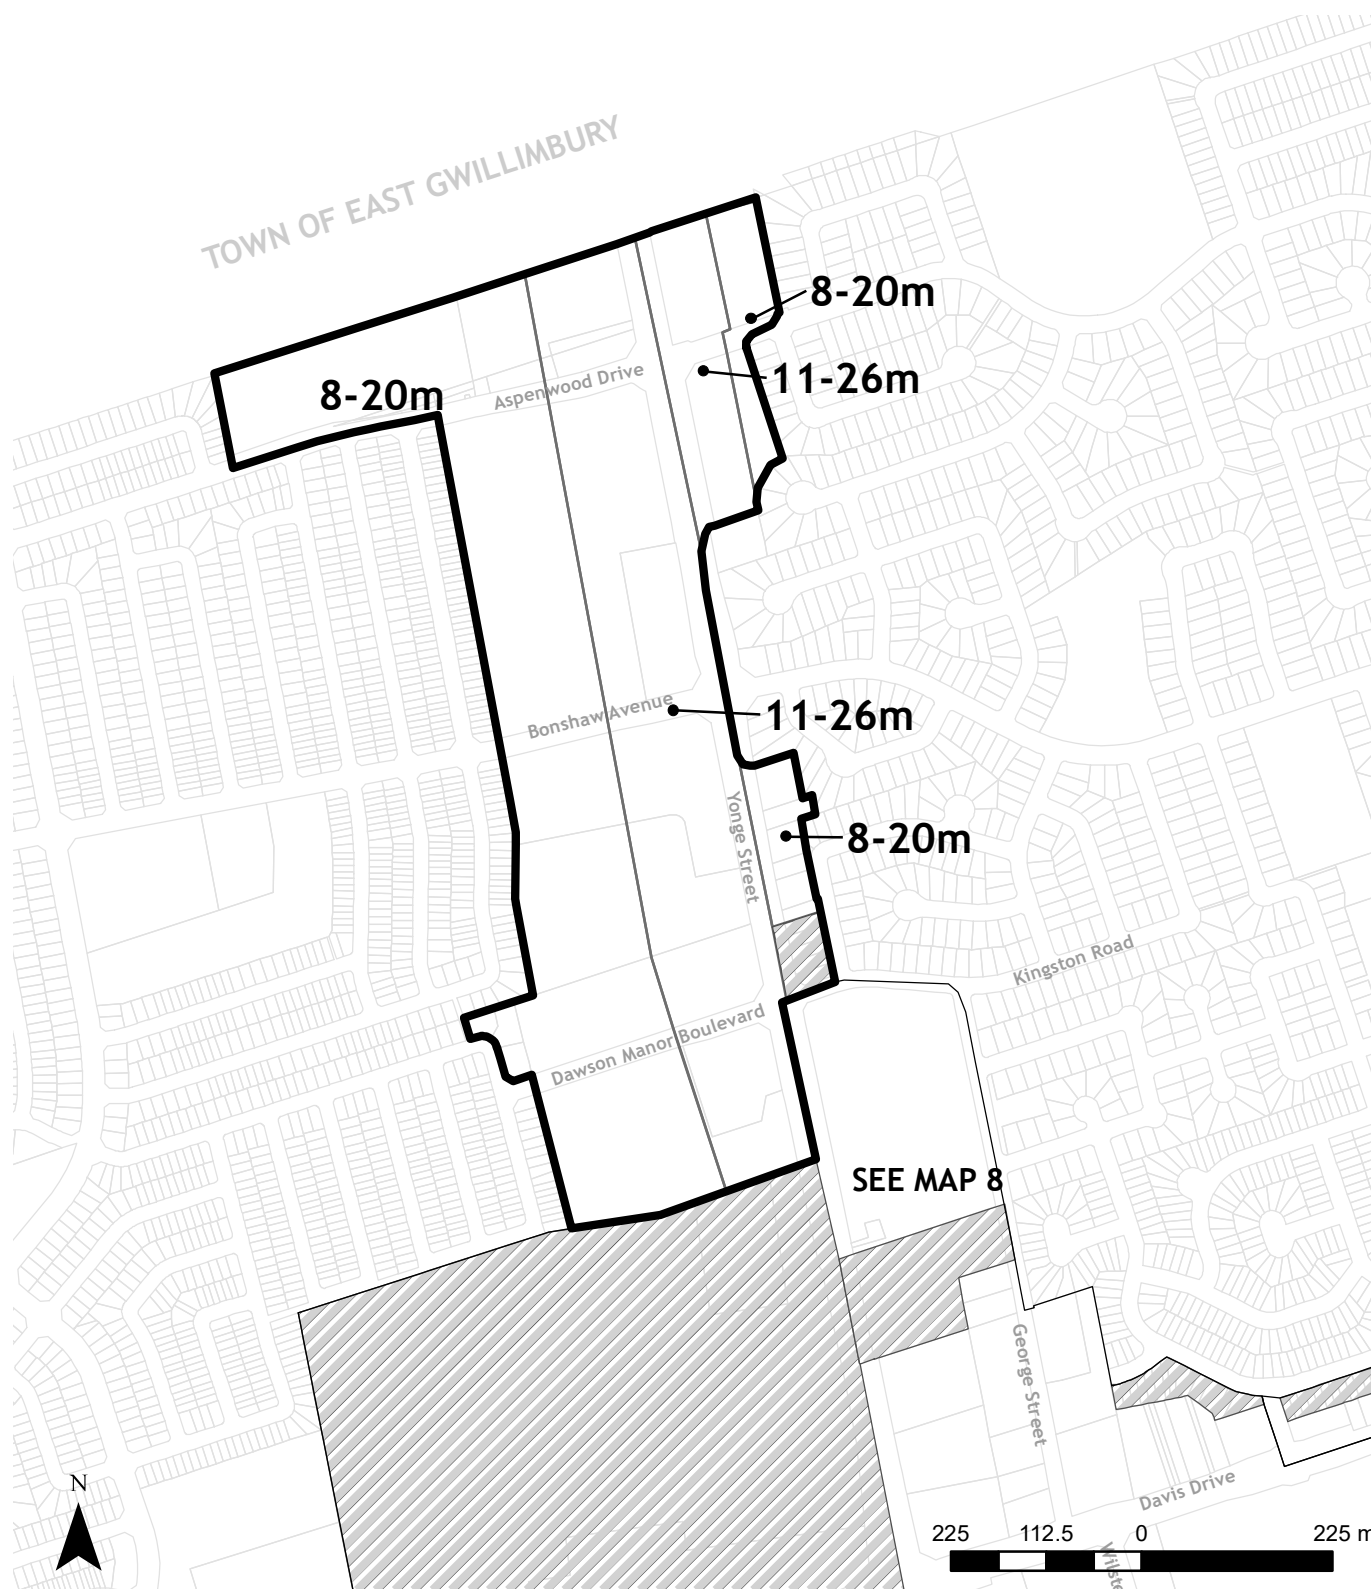 TOWN OF EAST GWILLIMBURY
8-20m
11-26m
8-20m
Aspenwood Drive
Bonshaw Avenue
11-26m
Yonge Street
8-20m
Kingston Road
Dawson Manor Boulevard
SEE MAP 8
George Street
Davis Drive
N
225 112.5 0 225 m